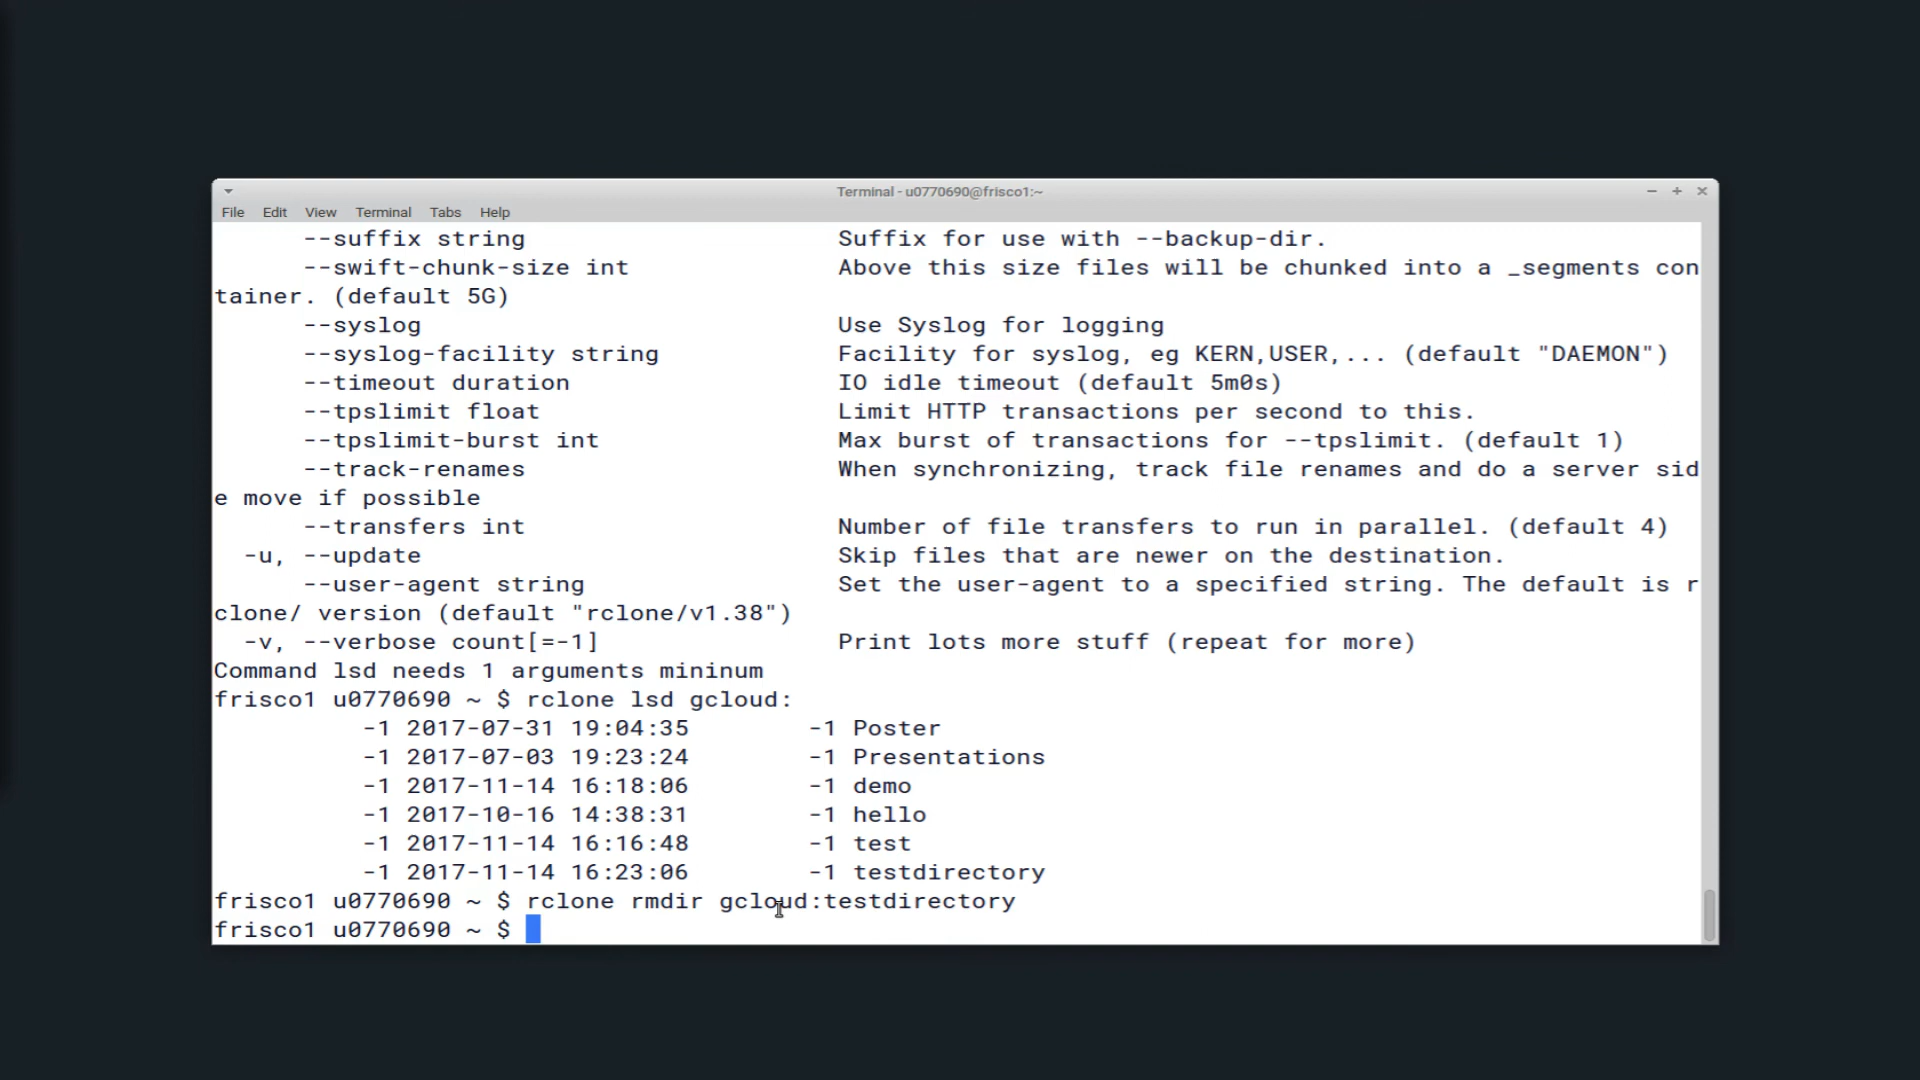 Terminal - u0770690@frisco1:~
File Edit View Terminal Tabs Help
--suffix string Suffix for use with --backup-dir.
--swift-chunk-size int Above this size files will be chunked into a _segments con
tainer. (default 5G)
--syslog Use Syslog for logging
--syslog-facility string Facility for syslog, eg KERN,USER,... (default "DAEMON")
--timeout duration IO idle timeout (default 5m0s)
--tpslimit float Limit HTTP transactions per second to this.
--tpslimit-burst int Max burst of transactions for --tpslimit. (default 1)
--track-renames When synchronizing, track file renames and do a server sid
e move if possible
--transfers int Number of file transfers to run in parallel. (default 4)
-u, --update Skip files that are newer on the destination.
--user-agent string Set the user-agent to a specified string. The default is r
clone/ version (default "rclone/v1.38")
-v, --verbose count[=-1] Print lots more stuff (repeat for more)
Command lsd needs 1 arguments mininum
frisco1 u0770690 ~ $ rclone lsd gcloud:
-1 2017-07-31 19:04:35 -1 Poster
-1 2017-07-03 19:23:24 -1 Presentations
-1 2017-11-14 16:18:06 -1 demo
-1 2017-10-16 14:38:31 -1 hello
-1 2017-11-14 16:16:48 -1 test
-1 2017-11-14 16:23:06 -1 testdirectory
frisco1 u0770690 ~ $ rclone rmdir gcloud:testdirectory
frisco1 u0770690 ~ $